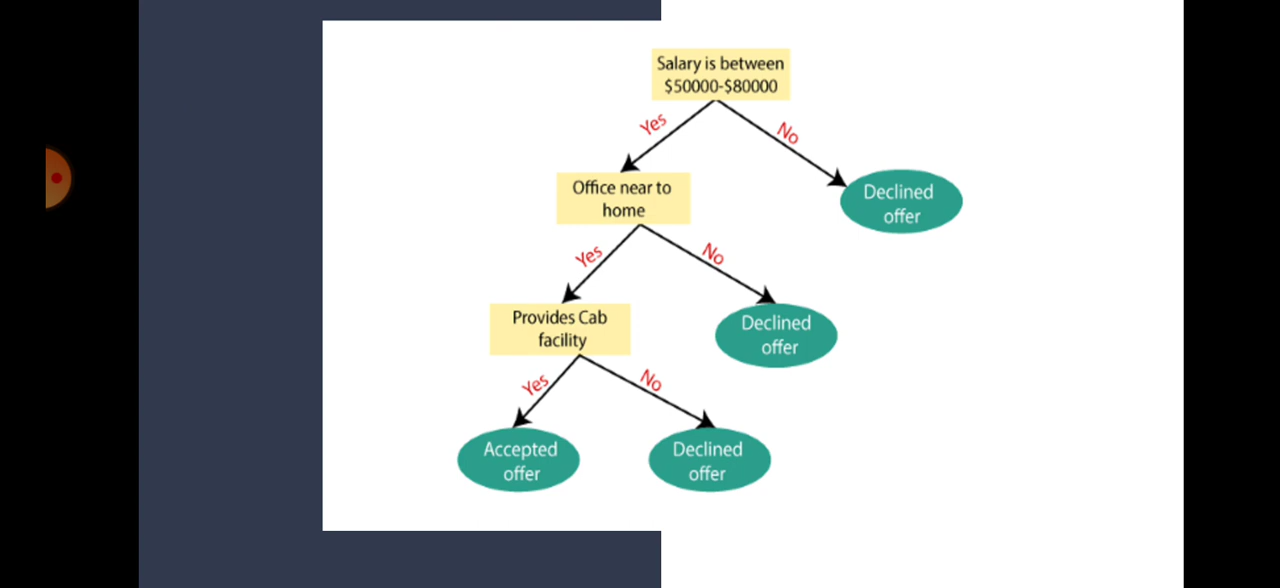 Salary is between
$50000-$80000
Yes
No
Office near to
home
Declined
offer
Yes
No
Provides Cab
facility
Declined
offer
Yes
No
Accepted
offer
Declined
offer